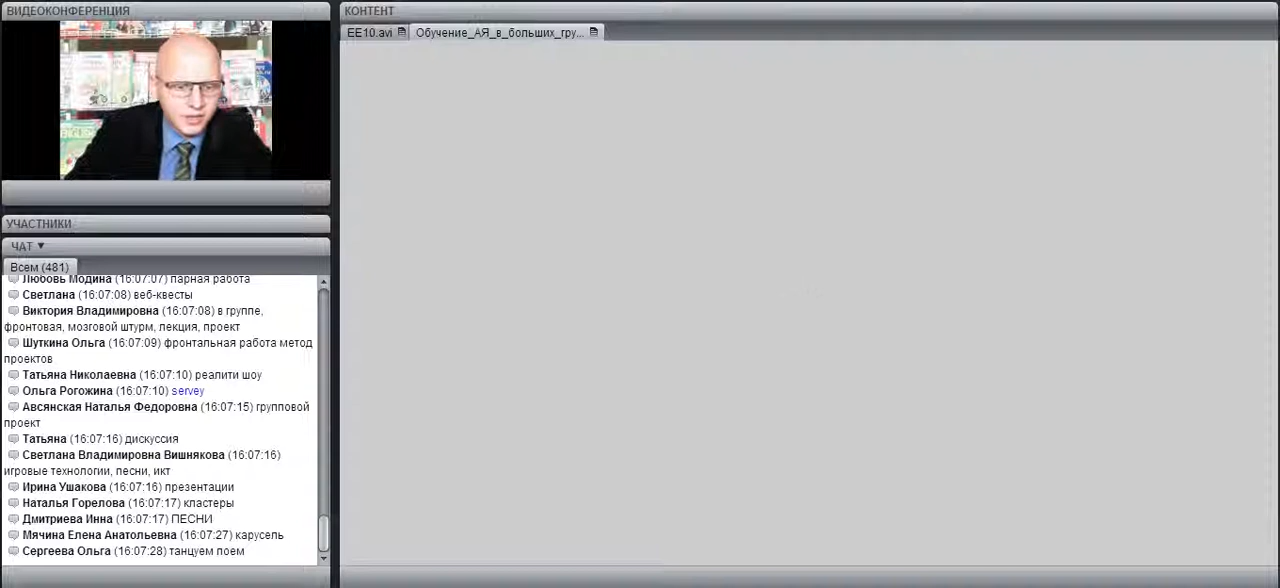 ВИДЕОКОНФЕРЕНЦИЯ
КОНТЕНТ
EE10.avi
Обучение_АЯ_в_больших_гру...
УЧАСТНИКИ
ЧАТ
Всем (481)
Любовь Модина (16:07:07) парная работа
Светлана (16:07:08) веб-квесты
Виктория Владимировна (16:07:08) в группе,
фронтовая, мозговой штурм, лекция, проект
Шуткина Ольга (16:07:09) фронтальная работа метод
проектов
Татьяна Николаевна (16:07:10) реалити шоу
Ольга Рогожина (16:07:10) servey
Авсянская Наталья Федоровна (16:07:15) групповой
проект
Татьяна (16:07:16) дискуссия
Светлана Владимировна Вишнякова (16:07:16)
игровые технологии, песни, икт
Ирина Ушакова (16:07:16) презентации
Наталья Горелова (16:07:17) кластеры
Дмитриева Инна (16:07:17) ПЕСНИ
Мячина Елена Анатольевна (16:07:27) карусель
Сергеева Ольга (16:07:28) танцуем поем